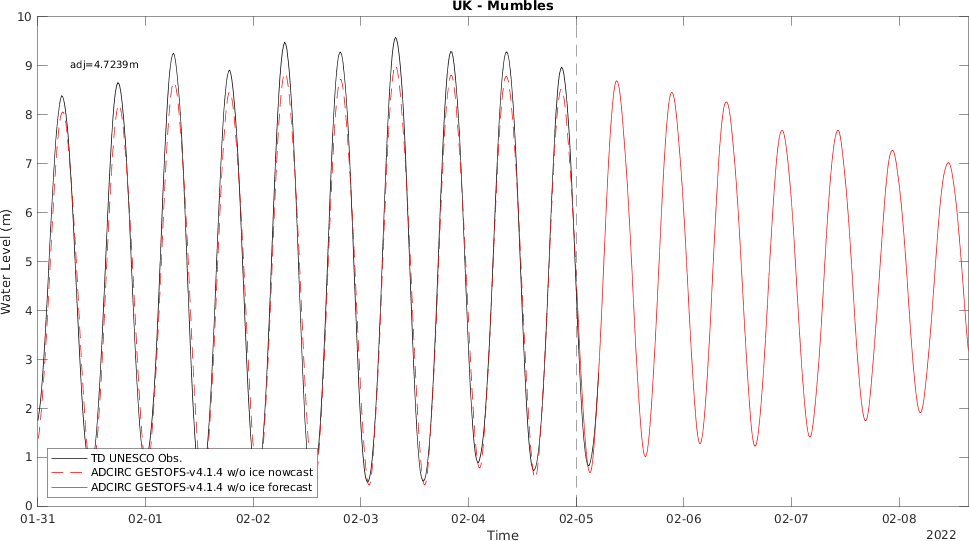 UK - Mumbles
10
9
8
7
6
5
4
3
2
1
0
Water Level (m)
adj=4.7239m
TD UNESCO Obs.
ADCIRC GESTOFS-v4.1.4 w/o ice nowcast
ADCIRC GESTOFS-v4.1.4 w/o ice forecast
01-31 02-01 02-02 02-03 02-04 02-05 02-06 02-07 02-08
Time
2022